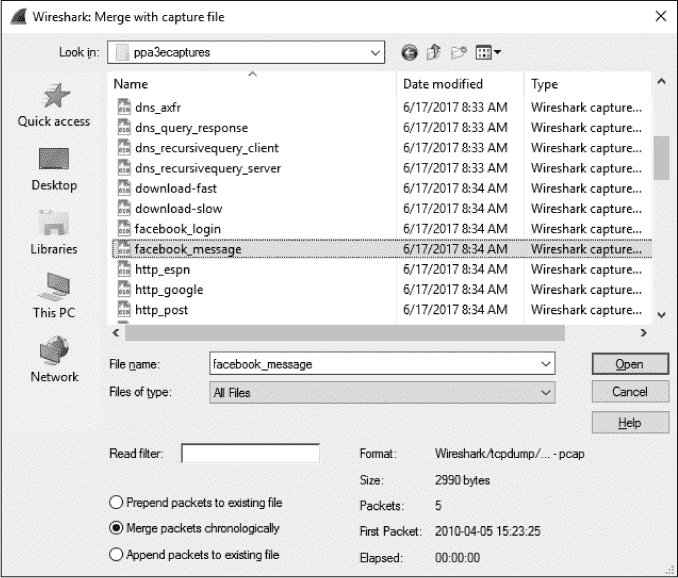 Wireshark: Merge with capture file
Look in: ppa3ecaptures
Name Date modified Type
dns_axfr 6/17/2017 8:33 AM Wireshark capture...
dns_query_response 6/17/2017 8:33 AM Wireshark capture...
dns_recursivequery_client 6/17/2017 8:33 AM Wireshark capture...
dns_recursivequery_server 6/17/2017 8:33 AM Wireshark capture...
download-fast 6/17/2017 8:34 AM Wireshark capture...
download-slow 6/17/2017 8:34 AM Wireshark capture...
facebook_login 6/17/2017 8:34 AM Wireshark capture...
facebook_message 6/17/2017 8:34 AM Wireshark capture...
http_espn 6/17/2017 8:34 AM Wireshark capture...
http_google 6/17/2017 8:34 AM Wireshark capture...
http_post 6/17/2017 8:34 AM Wireshark capture...
Quick access
Desktop
Libraries
This PC
Network
File name: facebook_message Open
Files of type: All Files Cancel
Help
Read filter:
Format: Wireshark/tcpdump/... - pcap
Size: 2990 bytes
Prepend packets to existing file
Packets: 5
Merge packets chronologically
First Packet: 2010-04-05 15:23:25
Append packets to existing file
Elapsed: 00:00:00